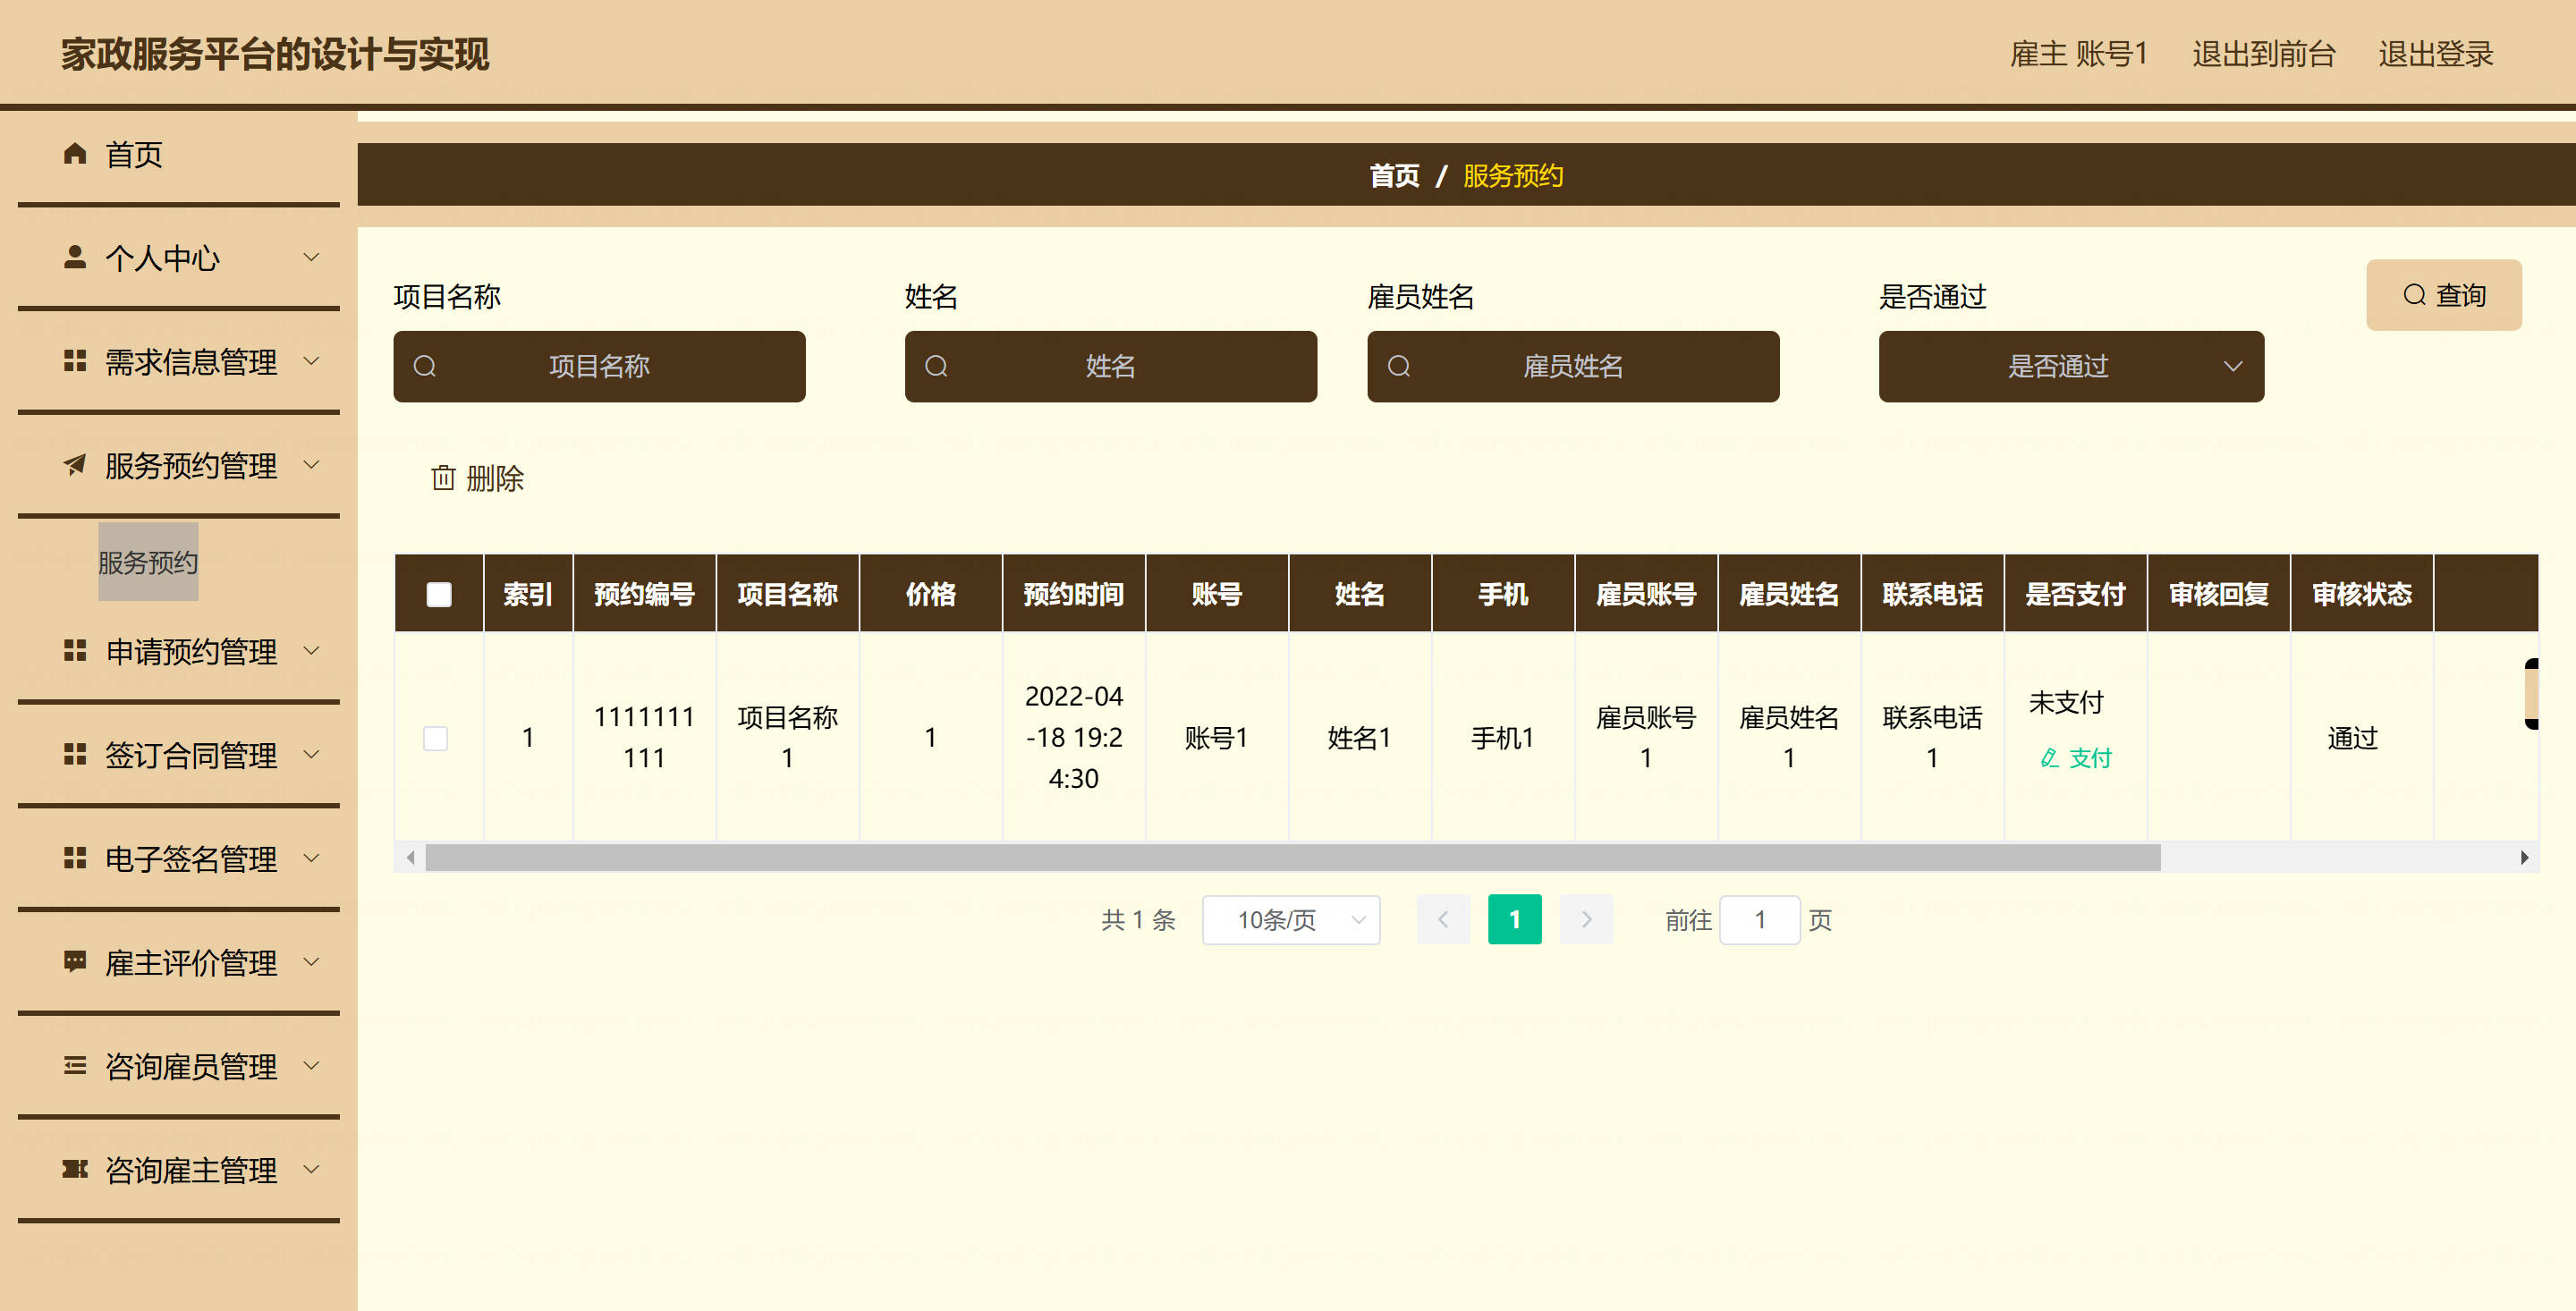 家政服务平台的设计与实现
雇主 账号1 退出到前台 退出登录
首页
个人中心
需求信息管理
服务预约管理
服务预约
申请预约管理
签订合同管理
电子签名管理
雇主评价管理
咨询雇员管理
咨询雇主管理
首页 / 服务预约
项目名称 姓名 雇员姓名 是否通过 查询
项目名称 姓名 雇员姓名 是否通过
删除
索引 预约编号 项目名称 价格 预约时间 账号 姓名 手机 雇员账号 雇员姓名 联系电话 是否支付 审核回复 审核状态
1
1111111
111
项目名称
1
1
2022-04
-18 19:2
4:30
账号1
姓名1
手机1
雇员账号
1
雇员姓名
1
联系电话
1
未支付
支付
通过
共 1 条 10条/页 1 前往 1 页